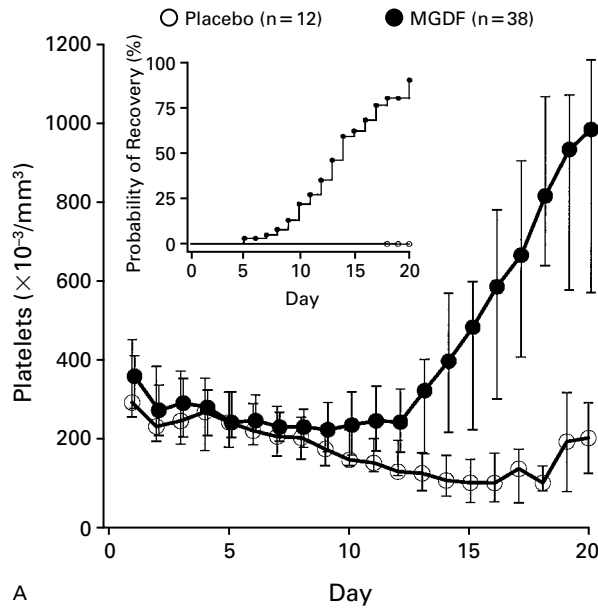 Placebo (n=12) MGDF (n=38)
1200
1000
800
600
400
200
0
Platelets (×10⁻³/mm³)
100
75
50
25
0
Probability of Recovery (%)
0 5 10 15 20
Day
0 5 10 15 20
A Day